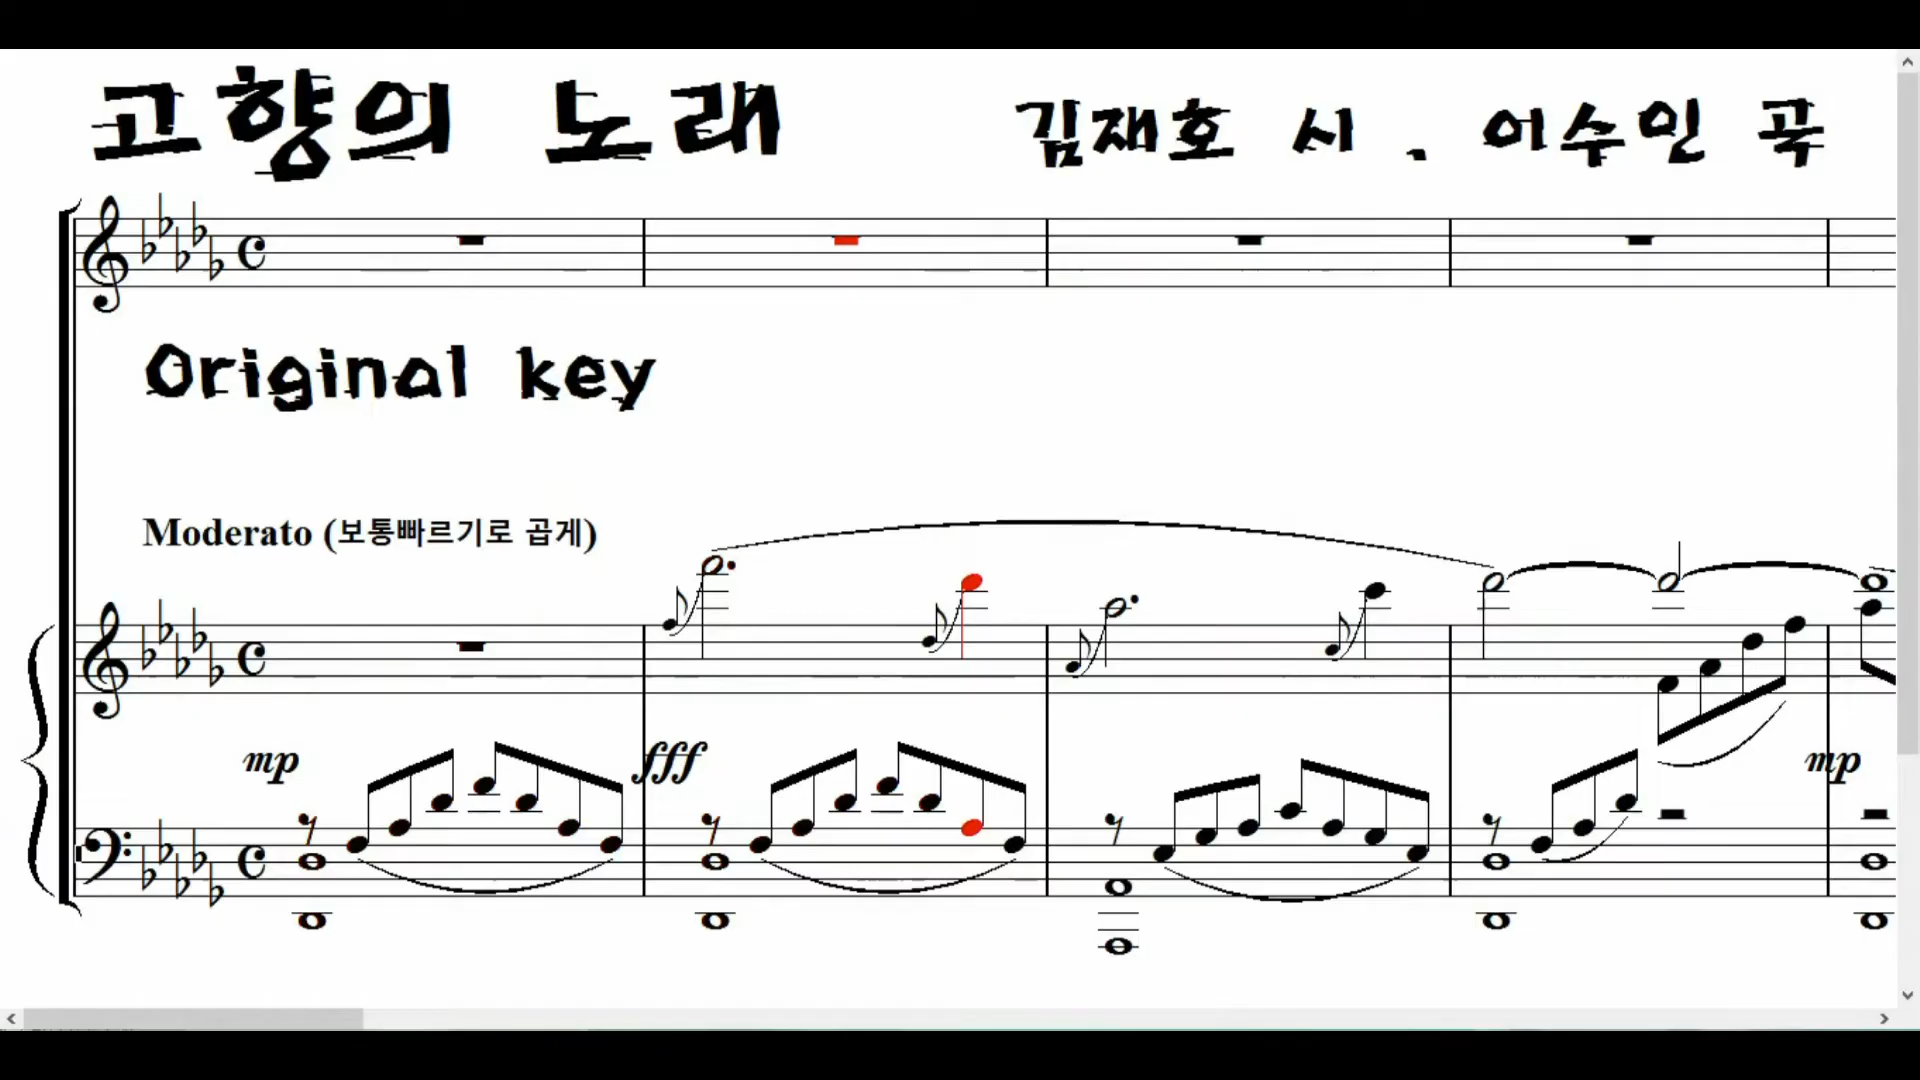 고향의 노래
김재호 시 . 이수인 곡
Original key
Moderato (보통빠르기로 곱게)
mp fff mp